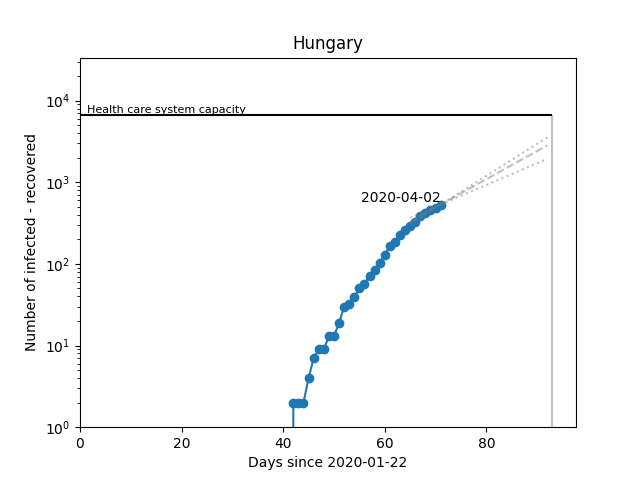 Hungary
10⁴
Health care system capacity
10³
2020-04-02
10²
10¹
10⁰
0 20 40 60 80
Number of infected - recovered
Days since 2020-01-22